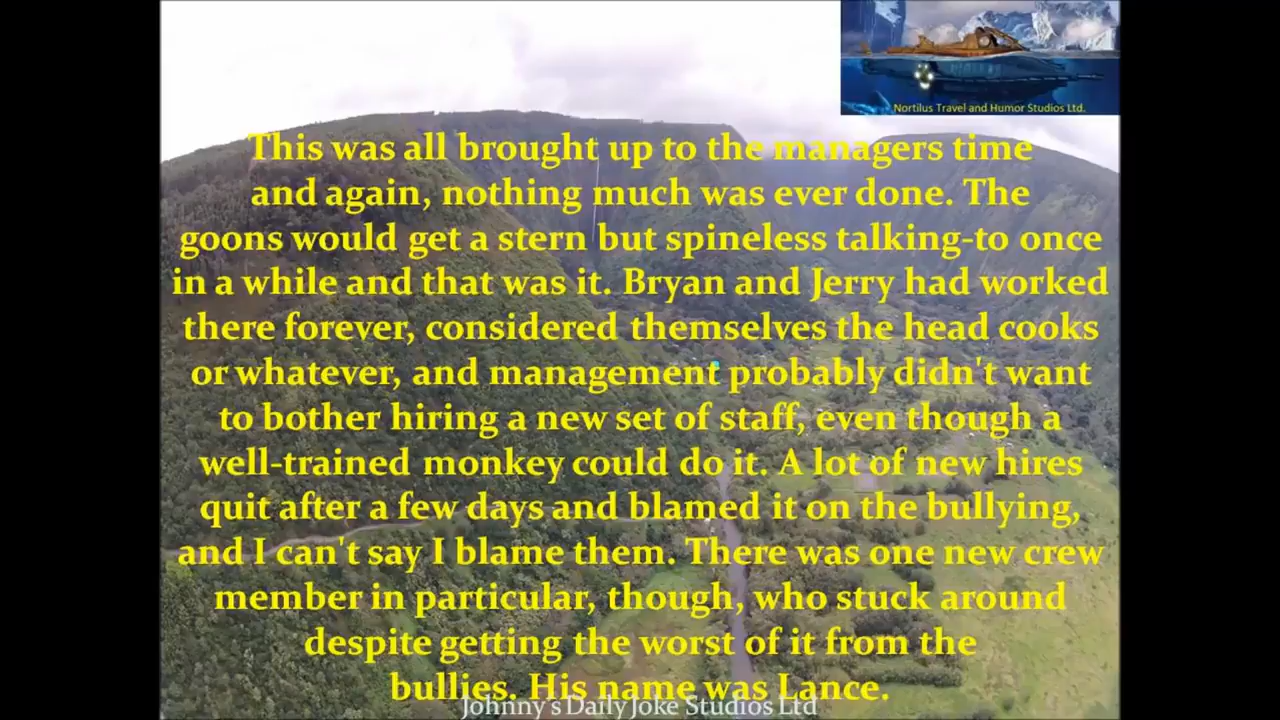 Nortilus Travel and Humor Studios Ltd.
This was all brought up to the managers time
and again, nothing much was ever done. The
goons would get a stern but spineless talking-to once
in a while and that was it. Bryan and Jerry had worked
there forever, considered themselves the head cooks
or whatever, and management probably didn't want
to bother hiring a new set of staff, even though a
well-trained monkey could do it. A lot of new hires
quit after a few days and blamed it on the bullying,
and I can't say I blame them. There was one new crew
member in particular, though, who stuck around
despite getting the worst of it from the
bullies. His name was Lance.
Johnny's Daily Joke Studios Ltd